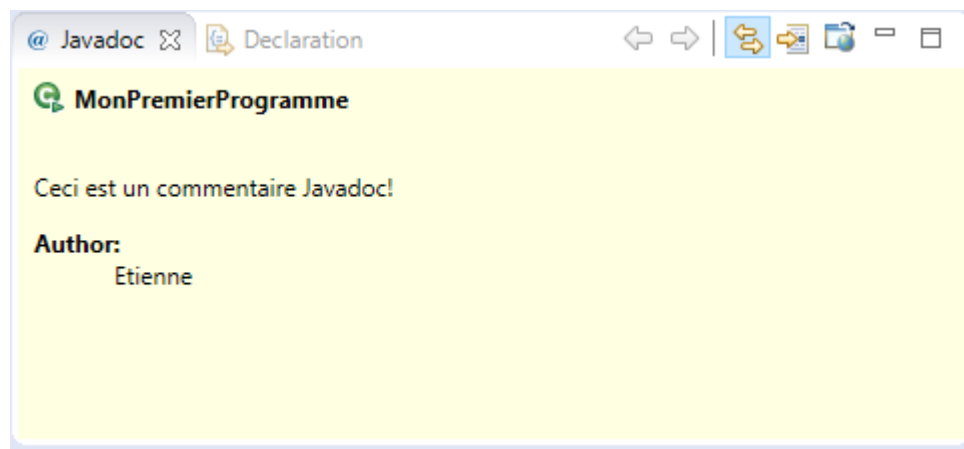 @ Javadoc Declaration
MonPremierProgramme
Ceci est un commentaire Javadoc!
Author:
Etienne